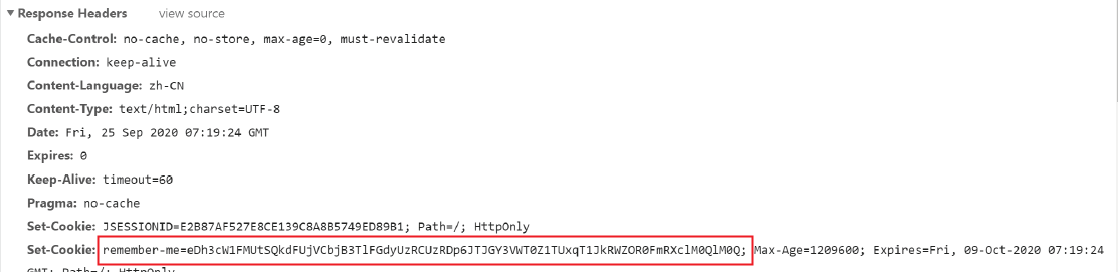 ▼ Response Headers view source
Cache-Control: no-cache, no-store, max-age=0, must-revalidate
Connection: keep-alive
Content-Language: zh-CN
Content-Type: text/html;charset=UTF-8
Date: Fri, 25 Sep 2020 07:19:24 GMT
Expires: 0
Keep-Alive: timeout=60
Pragma: no-cache
Set-Cookie: JSESSIONID=E2B87AF527E8CE139C8A8B5749ED89B1; Path=/; HttpOnly
Set-Cookie: remember-me=eDh3cW1FMUtSQkdFUjVCbjB3TlFGdyUzRCUzRDp6JTJGY3VWT0Z1TUxqT1JkRWZOR0FmRXclM0QlM0Q; Max-Age=1209600; Expires=Fri, 09-Oct-2020 07:19:24
GMT; Path=/; HttpOnly